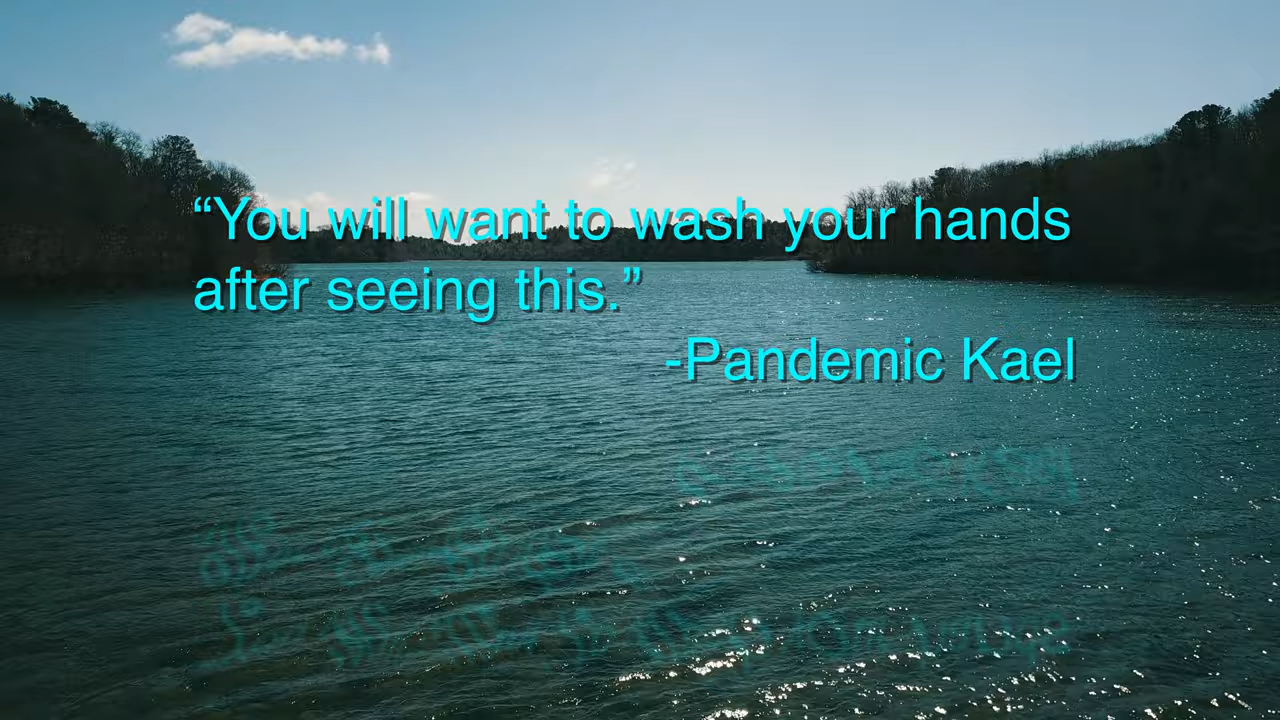 “You will want to wash your hands
after seeing this.”
-Pandemic Kael